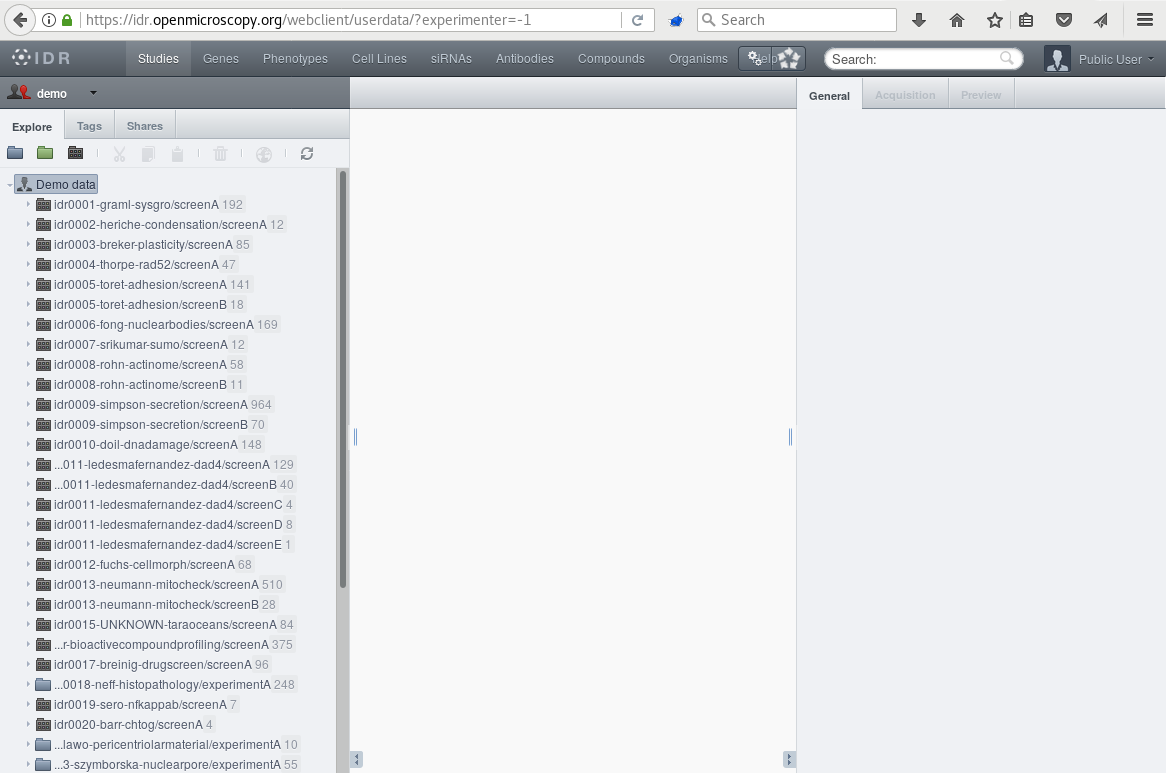 https://idr.openmicroscopy.org/webclient/userdata/?experimenter=-1
Search
IDR
Studies Genes Phenotypes Cell Lines siRNAs Antibodies Compounds Organisms Help
Search:
Public User
demo
General Acquisition Preview
Explore Tags Shares
Demo data
idr0001-graml-sysgro/screenA 192
idr0002-heriche-condensation/screenA 12
idr0003-breker-plasticity/screenA 85
idr0004-thorpe-rad52/screenA 47
idr0005-toret-adhesion/screenA 141
idr0005-toret-adhesion/screenB 18
idr0006-fong-nuclearbodies/screenA 169
idr0007-srikumar-sumo/screenA 12
idr0008-rohn-actinome/screenA 58
idr0008-rohn-actinome/screenB 11
idr0009-simpson-secretion/screenA 964
idr0009-simpson-secretion/screenB 70
idr0010-doil-dnadamage/screenA 148
...011-ledesmafernandez-dad4/screenA 129
...0011-ledesmafernandez-dad4/screenB 40
idr0011-ledesmafernandez-dad4/screenC 4
idr0011-ledesmafernandez-dad4/screenD 8
idr0011-ledesmafernandez-dad4/screenE 1
idr0012-fuchs-cellmorph/screenA 68
idr0013-neumann-mitocheck/screenA 510
idr0013-neumann-mitocheck/screenB 28
idr0015-UNKNOWN-taraoceans/screenA 84
...r-bioactivecompoundprofiling/screenA 375
idr0017-breinig-drugscreen/screenA 96
...0018-neff-histopathology/experimentA 248
idr0019-sero-nfkappab/screenA 7
idr0020-barr-chtog/screenA 4
...lawo-pericentriolarmaterial/experimentA 10
...3-szymborska-nuclearpore/experimentA 55